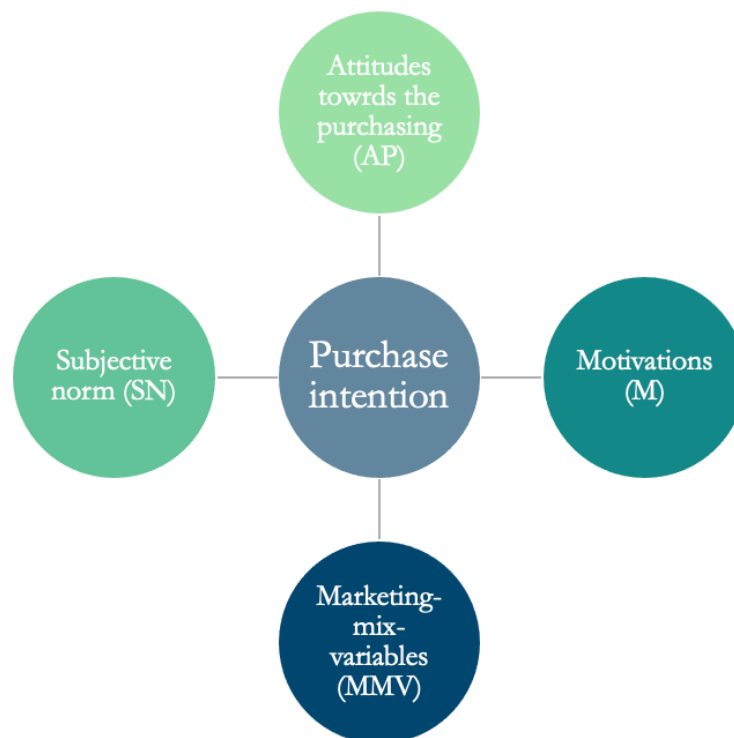 Attitudes
towrds the
purchasing
(AP)
Subjective
norm (SN)
Purchase
intention
Motivations
(M)
Marketing-
mix-
variables
(MMV)